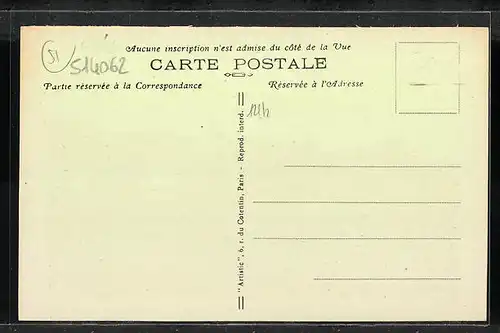 Aucune inscription n'est admise du côté de la Vue
51
514062
CARTE POSTALE
Partie réservée à la Correspondance
Réservée à l'Adresse
"Artistic", 6, r. du Cotentin, Paris - Reprod. interd.